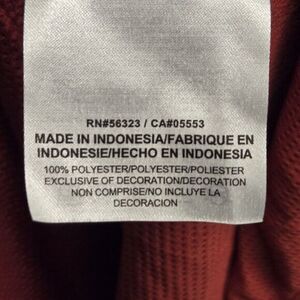 RN#56323 / CA#05553
MADE IN INDONESIA/FABRIQUE EN
INDONESIE/HECHO EN INDONESIA
100% POLYESTER/POLYESTER/POLIESTER
EXCLUSIVE OF DECORATION/DECORATION
NON COMPRISE/NO INCLUYE LA
DECORACION